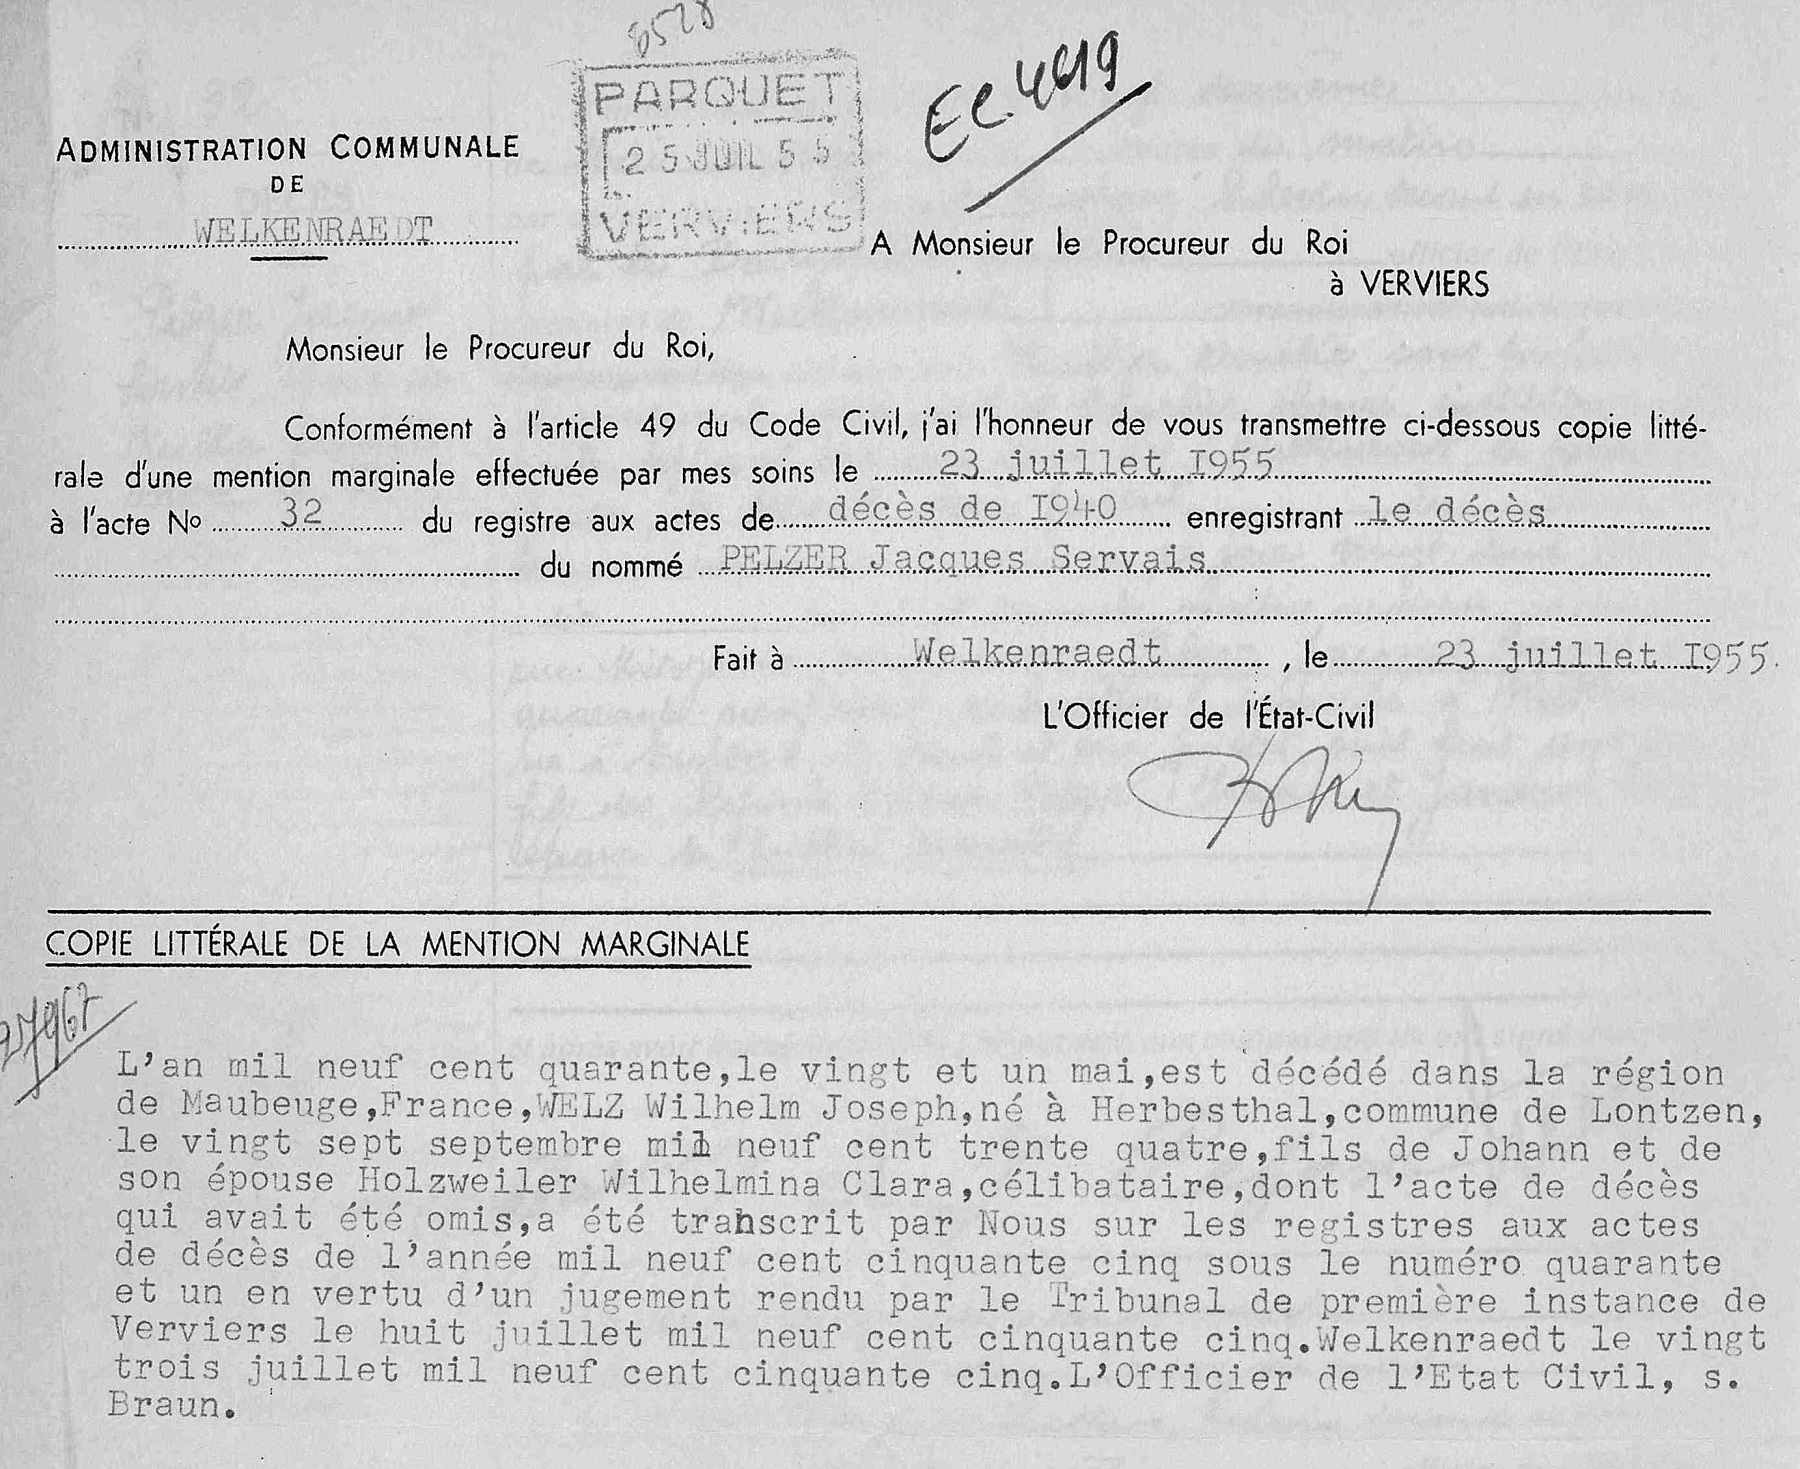 8528
PARQUET
25 JUIL 55
VERVIERS
EC. 4619
ADMINISTRATION COMMUNALE
DE
WELKENRAEDT
A Monsieur le Procureur du Roi
à VERVIERS
Monsieur le Procureur du Roi,
Conformément à l'article 49 du Code Civil, j'ai l'honneur de vous transmettre ci-dessous copie litté-
rale d'une mention marginale effectuée par mes soins le 23 juillet I955
à l'acte No 32 du registre aux actes de décès de I940 enregistrant le décès
du nommé PELZER Jacques Servais
Fait à Welkenraedt, le 23 juillet I955.
L'Officier de l'État-Civil
COPIE LITTÉRALE DE LA MENTION MARGINALE
L'an mil neuf cent quarante,le vingt et un mai,est décédé dans la région
de Maubeuge,France,WELZ Wilhelm Joseph,né à Herbesthal,commune de Lontzen,
le vingt sept septembre mil neuf cent trente quatre,fils de Johann et de
son épouse Holzweiler Wilhelmina Clara,célibataire,dont l'acte de décès
qui avait été omis,a été transcrit par Nous sur les registres aux actes
de décès de l'année mil neuf cent cinquante cinq sous le numéro quarante
et un en vertu d'un jugement rendu par le Tribunal de première instance de
Verviers le huit juillet mil neuf cent cinquante cinq.Welkenraedt le vingt
trois juillet mil neuf cent cinquante cinq.L'Officier de l'Etat Civil, s.
Braun.